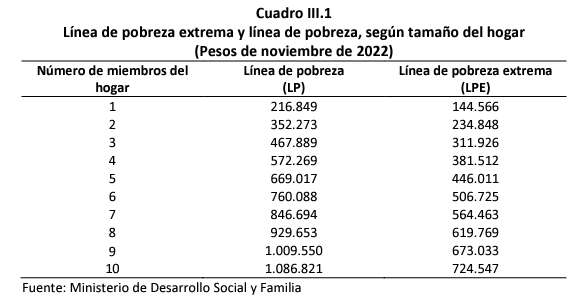 Cuadro III.1
Línea de pobreza extrema y línea de pobreza, según tamaño del hogar
(Pesos de noviembre de 2022)
Número de miembros del hogar Línea de pobreza (LP) Línea de pobreza extrema (LPE)
1 216.849 144.566
2 352.273 234.848
3 467.889 311.926
4 572.269 381.512
5 669.017 446.011
6 760.088 506.725
7 846.694 564.463
8 929.653 619.769
9 1.009.550 673.033
10 1.086.821 724.547
Fuente: Ministerio de Desarrollo Social y Familia